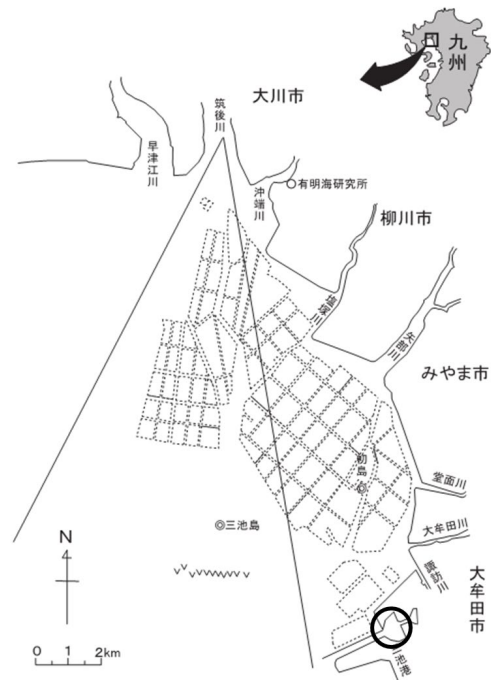 九州
大川市
筑後川
早津江川
沖端川
有明海研究所
柳川市
塩塚川
矢部川
みやま市
初島
堂面川
三池島
大牟田川
諏訪川
大牟田市
N
0 1 2km
三池港